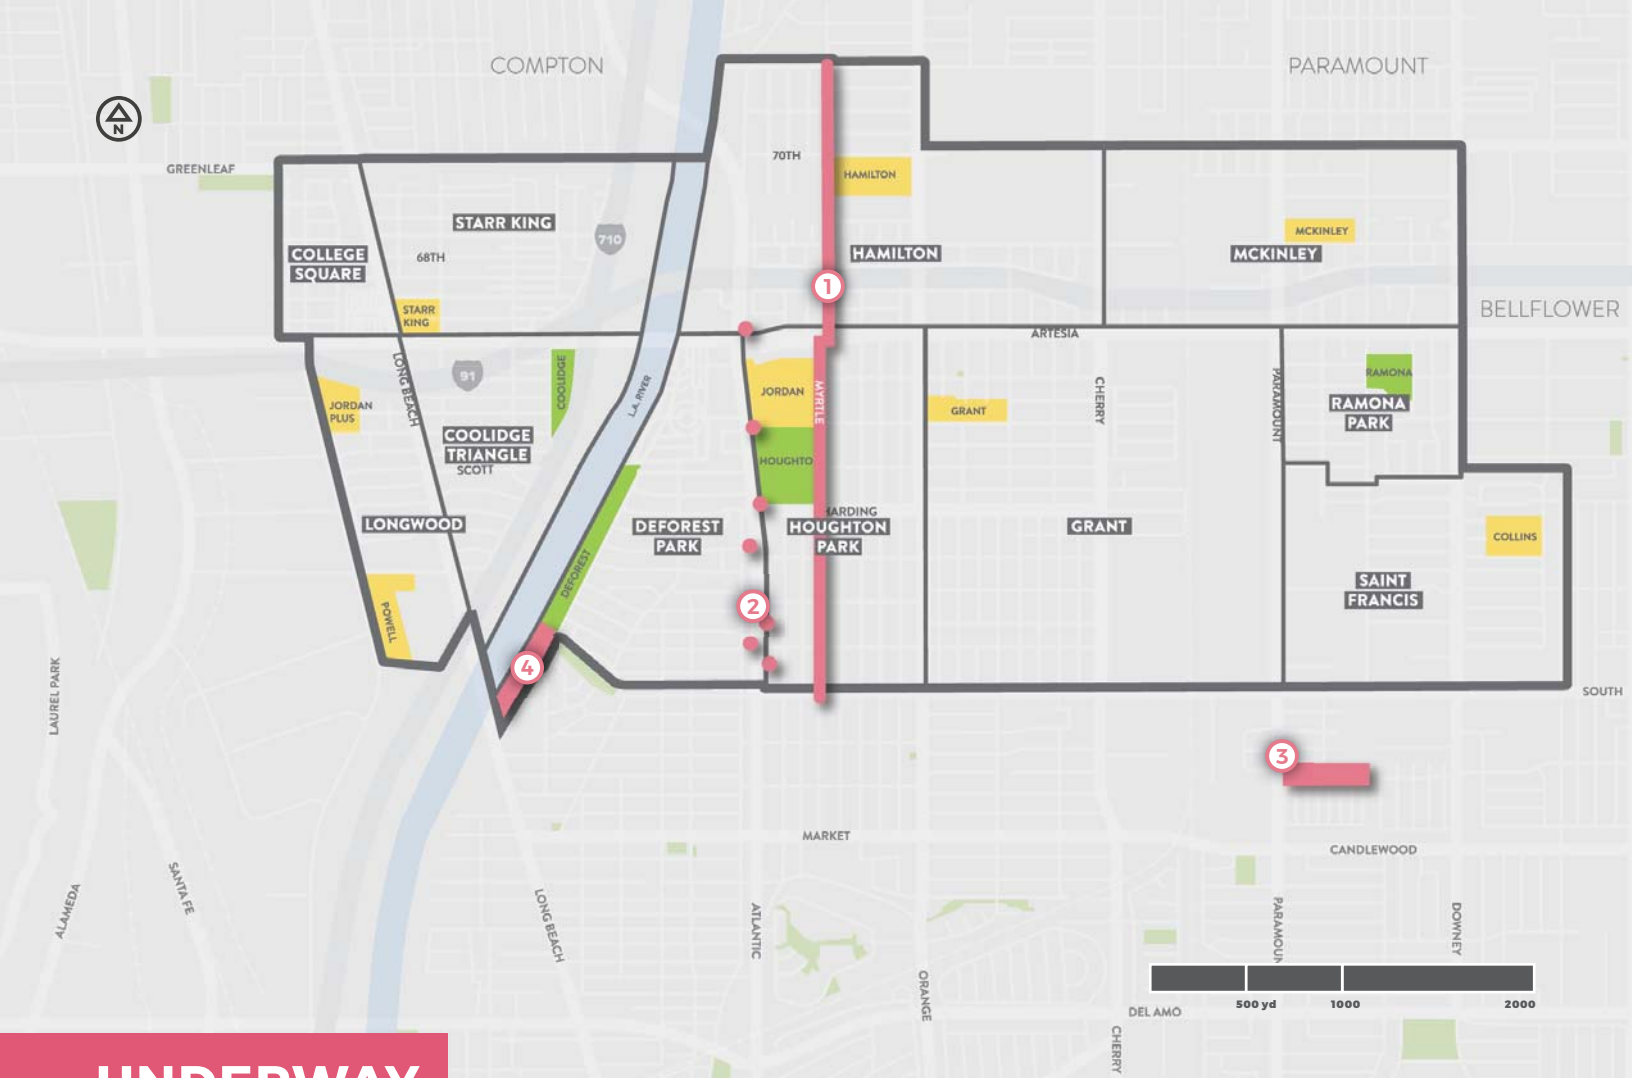 COMPTON
PARAMOUNT
N
70TH
GREENLEAF
HAMILTON
STARR KING
710
MCKINLEY
COLLEGE
SQUARE
68TH
HAMILTON
MCKINLEY
1
STARR
KING
BELLFLOWER
ARTESIA
LONG BEACH
91
COOLIDGE
L.A. RIVER
JORDAN
MYRTLE
CHERRY
PARAMOUNT
RAMONA
JORDAN
PLUS
GRANT
RAMONA
PARK
COOLIDGE
TRIANGLE
SCOTT
HOUGHTO
LONGWOOD
DEFOREST
PARK
HARDING
HOUGHTON
PARK
GRANT
COLLINS
DEFOREST
SAINT
FRANCIS
POWELL
2
4
LAUREL PARK
SOUTH
3
MARKET
CANDLEWOOD
ALAMEDA
SANTA FE
LONG BEACH
ATLANTIC
ORANGE
PARAMOUN
DOWNEY
500 yd
1000
2000
DEL AMO
CHERRY
UNDERWAY